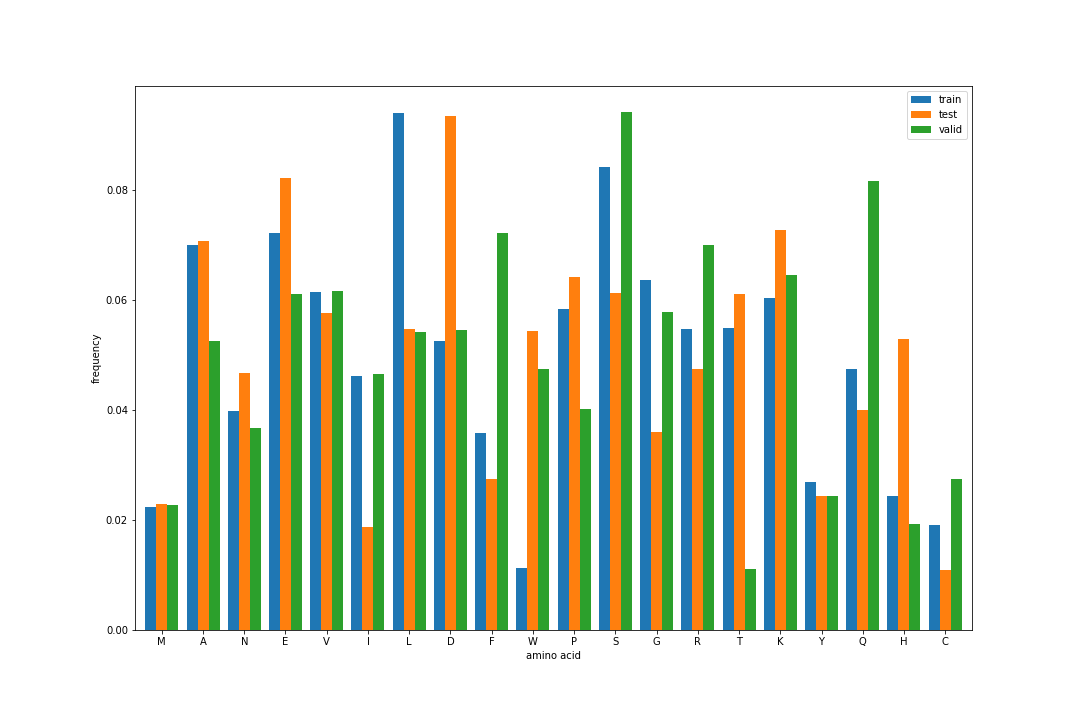 train
test
valid
0.08
0.06
0.04
0.02
0.00
frequency
M A N E V I L D F W P S G R T K Y Q H C
amino acid